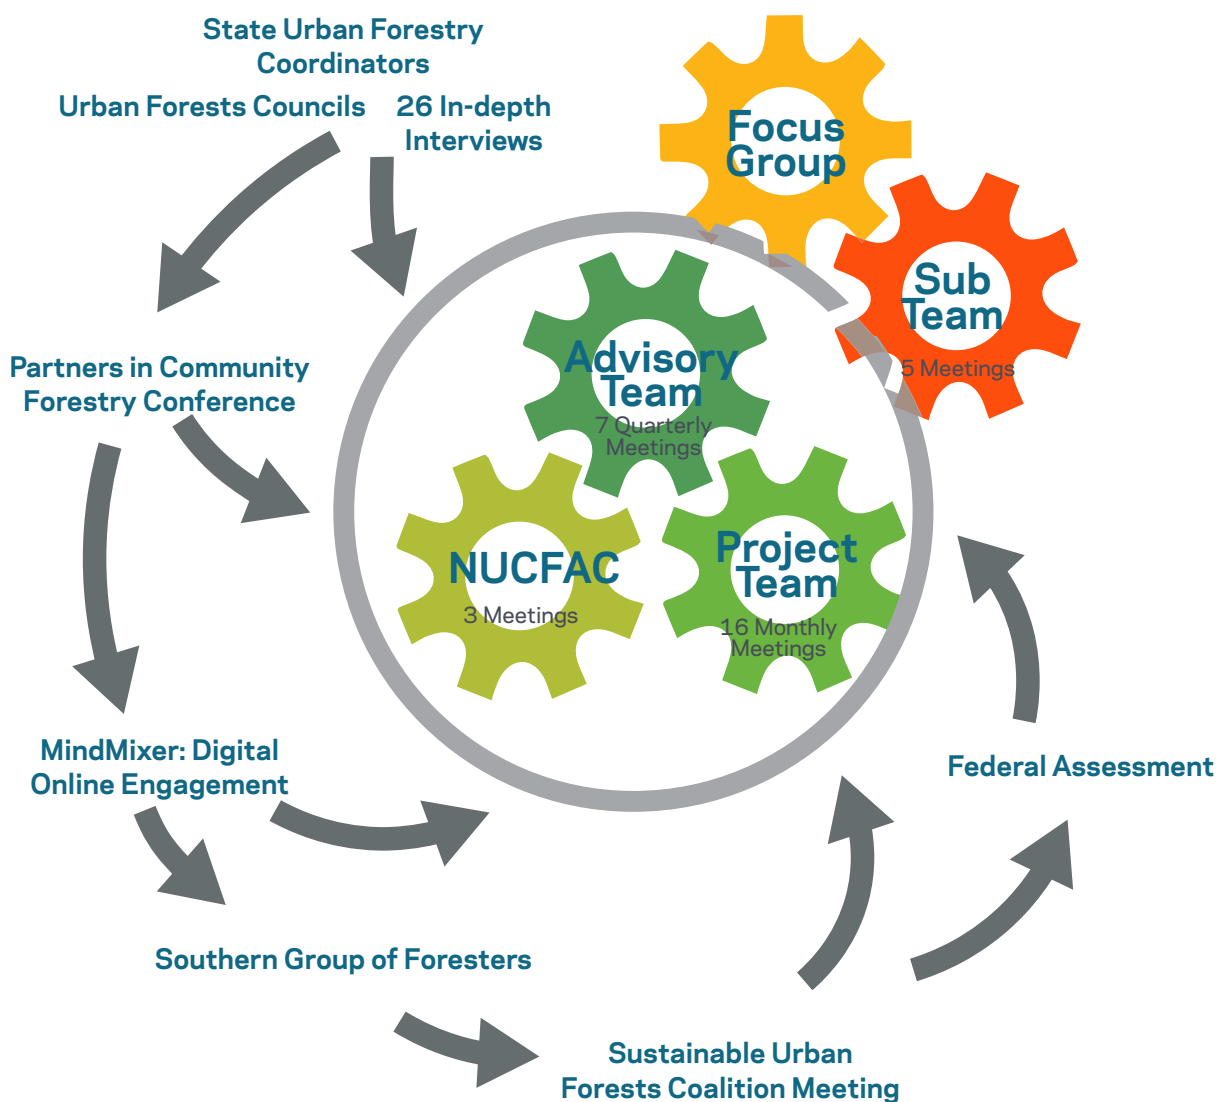 State Urban Forestry
Coordinators
Urban Forests Councils
26 In-depth
Interviews
Focus
Group
Sub
Team
5 Meetings
Advisory
Team
7 Quarterly
Meetings
Partners in Community
Forestry Conference
NUCFAC
3 Meetings
Project
Team
16 Monthly
Meetings
MindMixer: Digital
Online Engagement
Federal Assessment
Southern Group of Foresters
Sustainable Urban
Forests Coalition Meeting